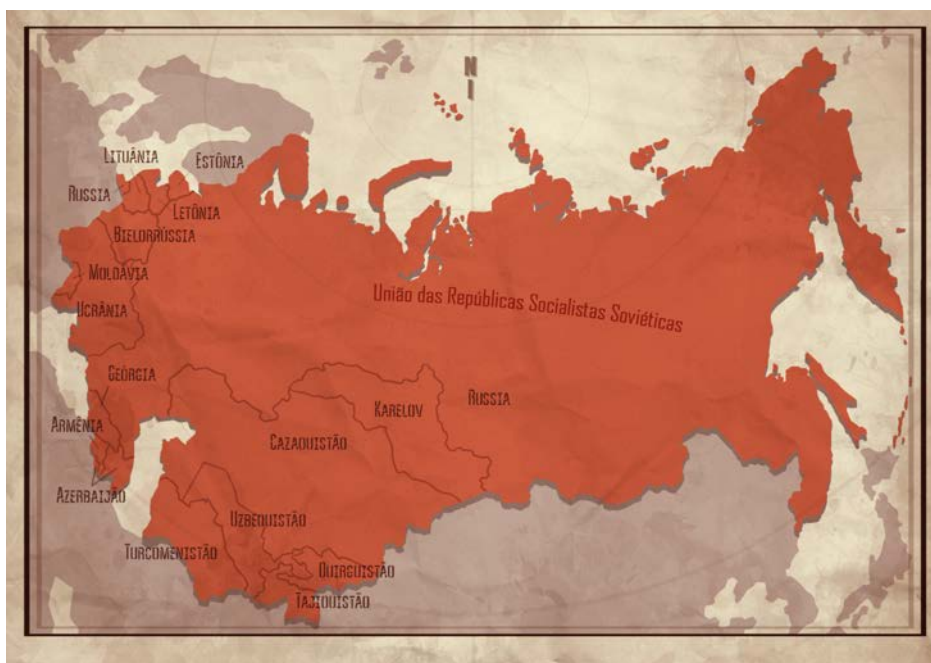 N
LITUÂNIA
ESTÔNIA
RUSSIA
LETÔNIA
BIELORRÚSSIA
MOLDÁVIA
União das Repúblicas Socialistas Soviéticas
UCRÂNIA
GEÓRGIA
RUSSIA
KARELOV
ARMÊNIA
CAZAQUISTÃO
AZERBAIJÃO
UZBEQUISTÃO
TURCOMENISTÃO
QUIRGUISTÃO
TAJIQUISTÃO